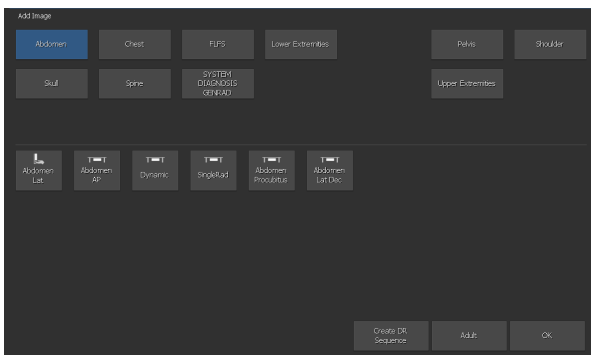 Add Image
Abdomen
Chest
FLFS
Lower Extremities
Pelvis
Shoulder
Skull
Spine
SYSTEM
DIAGNOSIS
GENRAD
Upper Extremities
Abdomen
Lat
Abdomen
AP
Dynamic
SingleRad
Abdomen
Procubitus
Abdomen
Lat Dec
Create DR
Sequence
Adult
OK